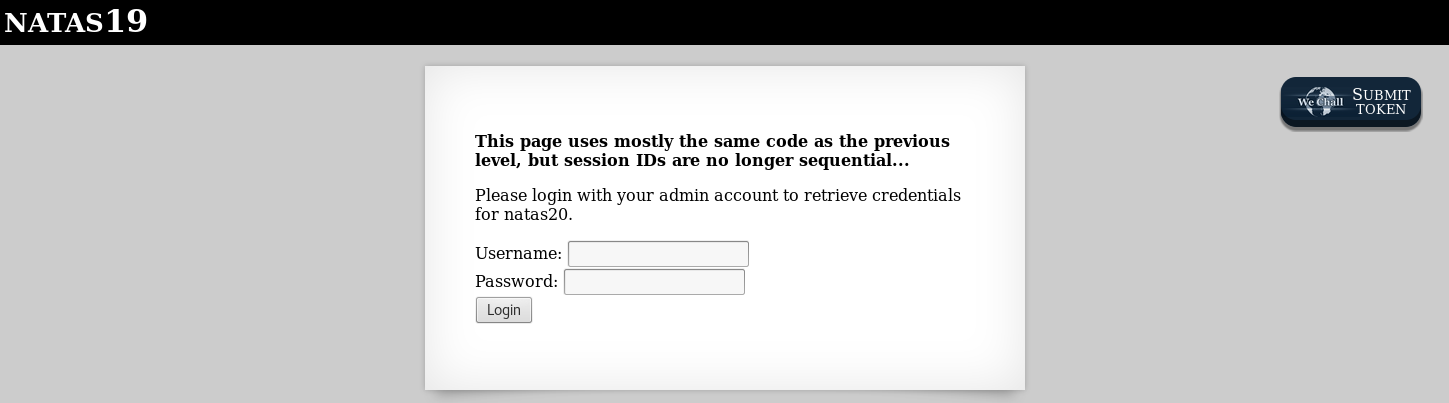 NATAS19
We Chall
SUBMIT
TOKEN
This page uses mostly the same code as the previous
level, but session IDs are no longer sequential...
Please login with your admin account to retrieve credentials
for natas20.
Username:
Password:
Login